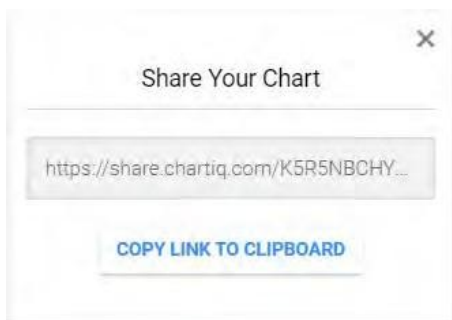 Share Your Chart
https://share.chartiq.com/K5R5NBCHY...
COPY LINK TO CLIPBOARD